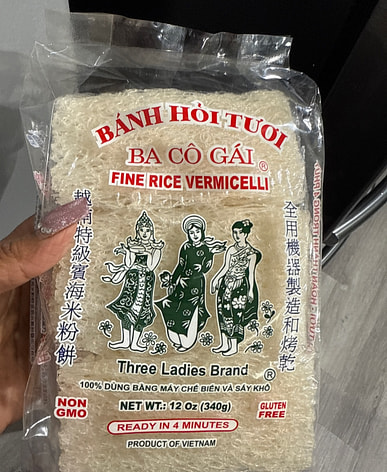 BÁNH HỎI TƯƠI
BA CÔ GÁI ®
FINE RICE VERMICELLI
越南特級賓海米粉餅
全用機器製造和烤乾
Three Ladies Brand ®
100% DÙNG BẰNG MÁY CHẾ BIẾN VÀ SẤY KHÔ
NON GMO
NET WT.: 12 Oz (340g)
GLUTEN FREE
READY IN 4 MINUTES
PRODUCT OF VIETNAM